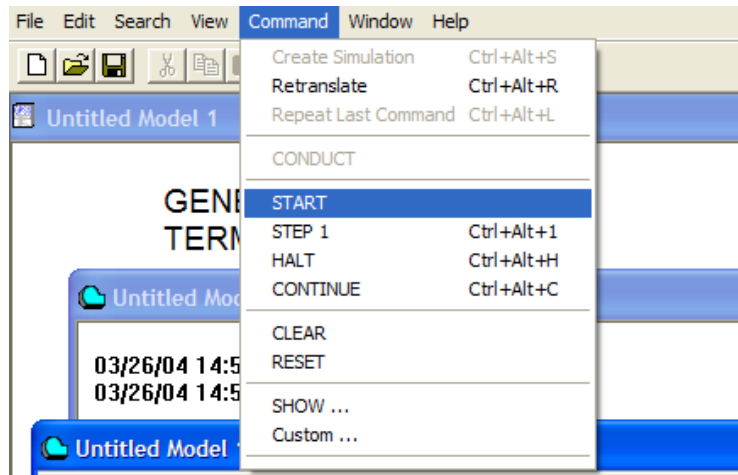 File Edit Search View Command Window Help
Create Simulation Ctrl+Alt+S
Retranslate Ctrl+Alt+R
Repeat Last Command Ctrl+Alt+L
Untitled Model 1
CONDUCT
START
STEP 1 Ctrl+Alt+1
HALT Ctrl+Alt+H
CONTINUE Ctrl+Alt+C
CLEAR
RESET
SHOW ...
Custom ...
GENE
TERM
Untitled Mod
03/26/04 14:5
03/26/04 14:5
Untitled Model